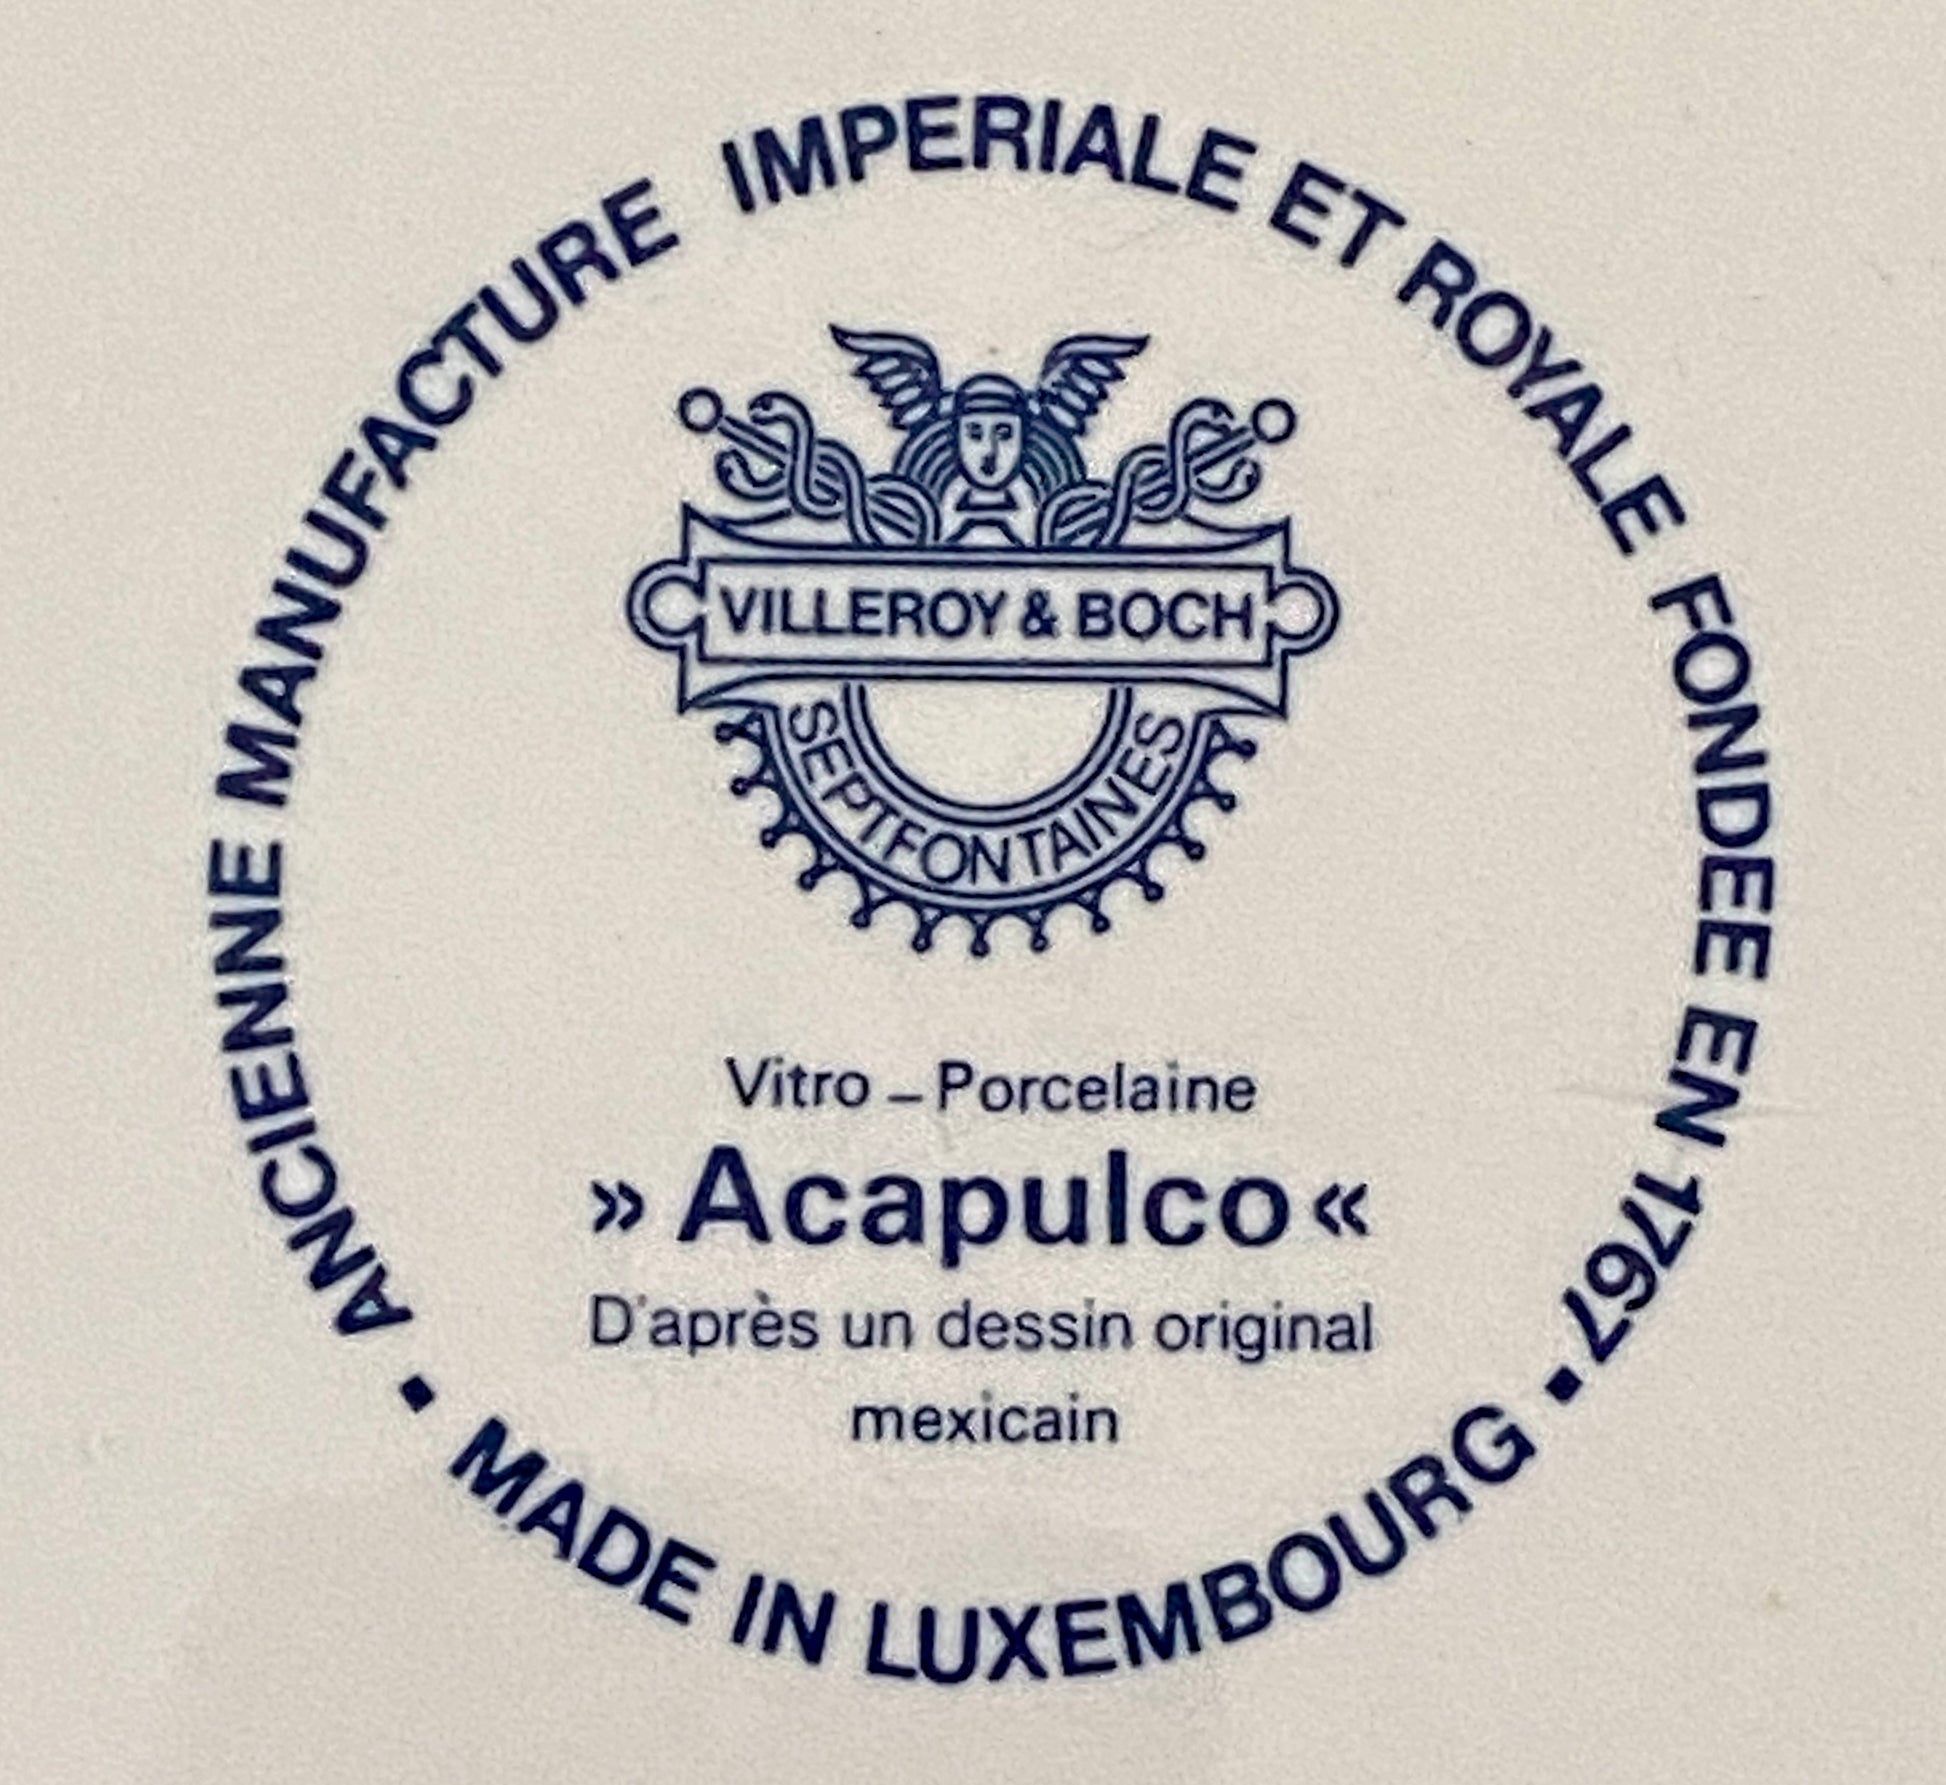 ANCIENNE MANUFACTURE IMPERIALE ET ROYALE FONDEE EN 1767 •
VILLEROY & BOCH
SEPTFONTAINES
Vitro – Porcelaine
» Acapulco «
D'après un dessin original
mexicain
• MADE IN LUXEMBOURG